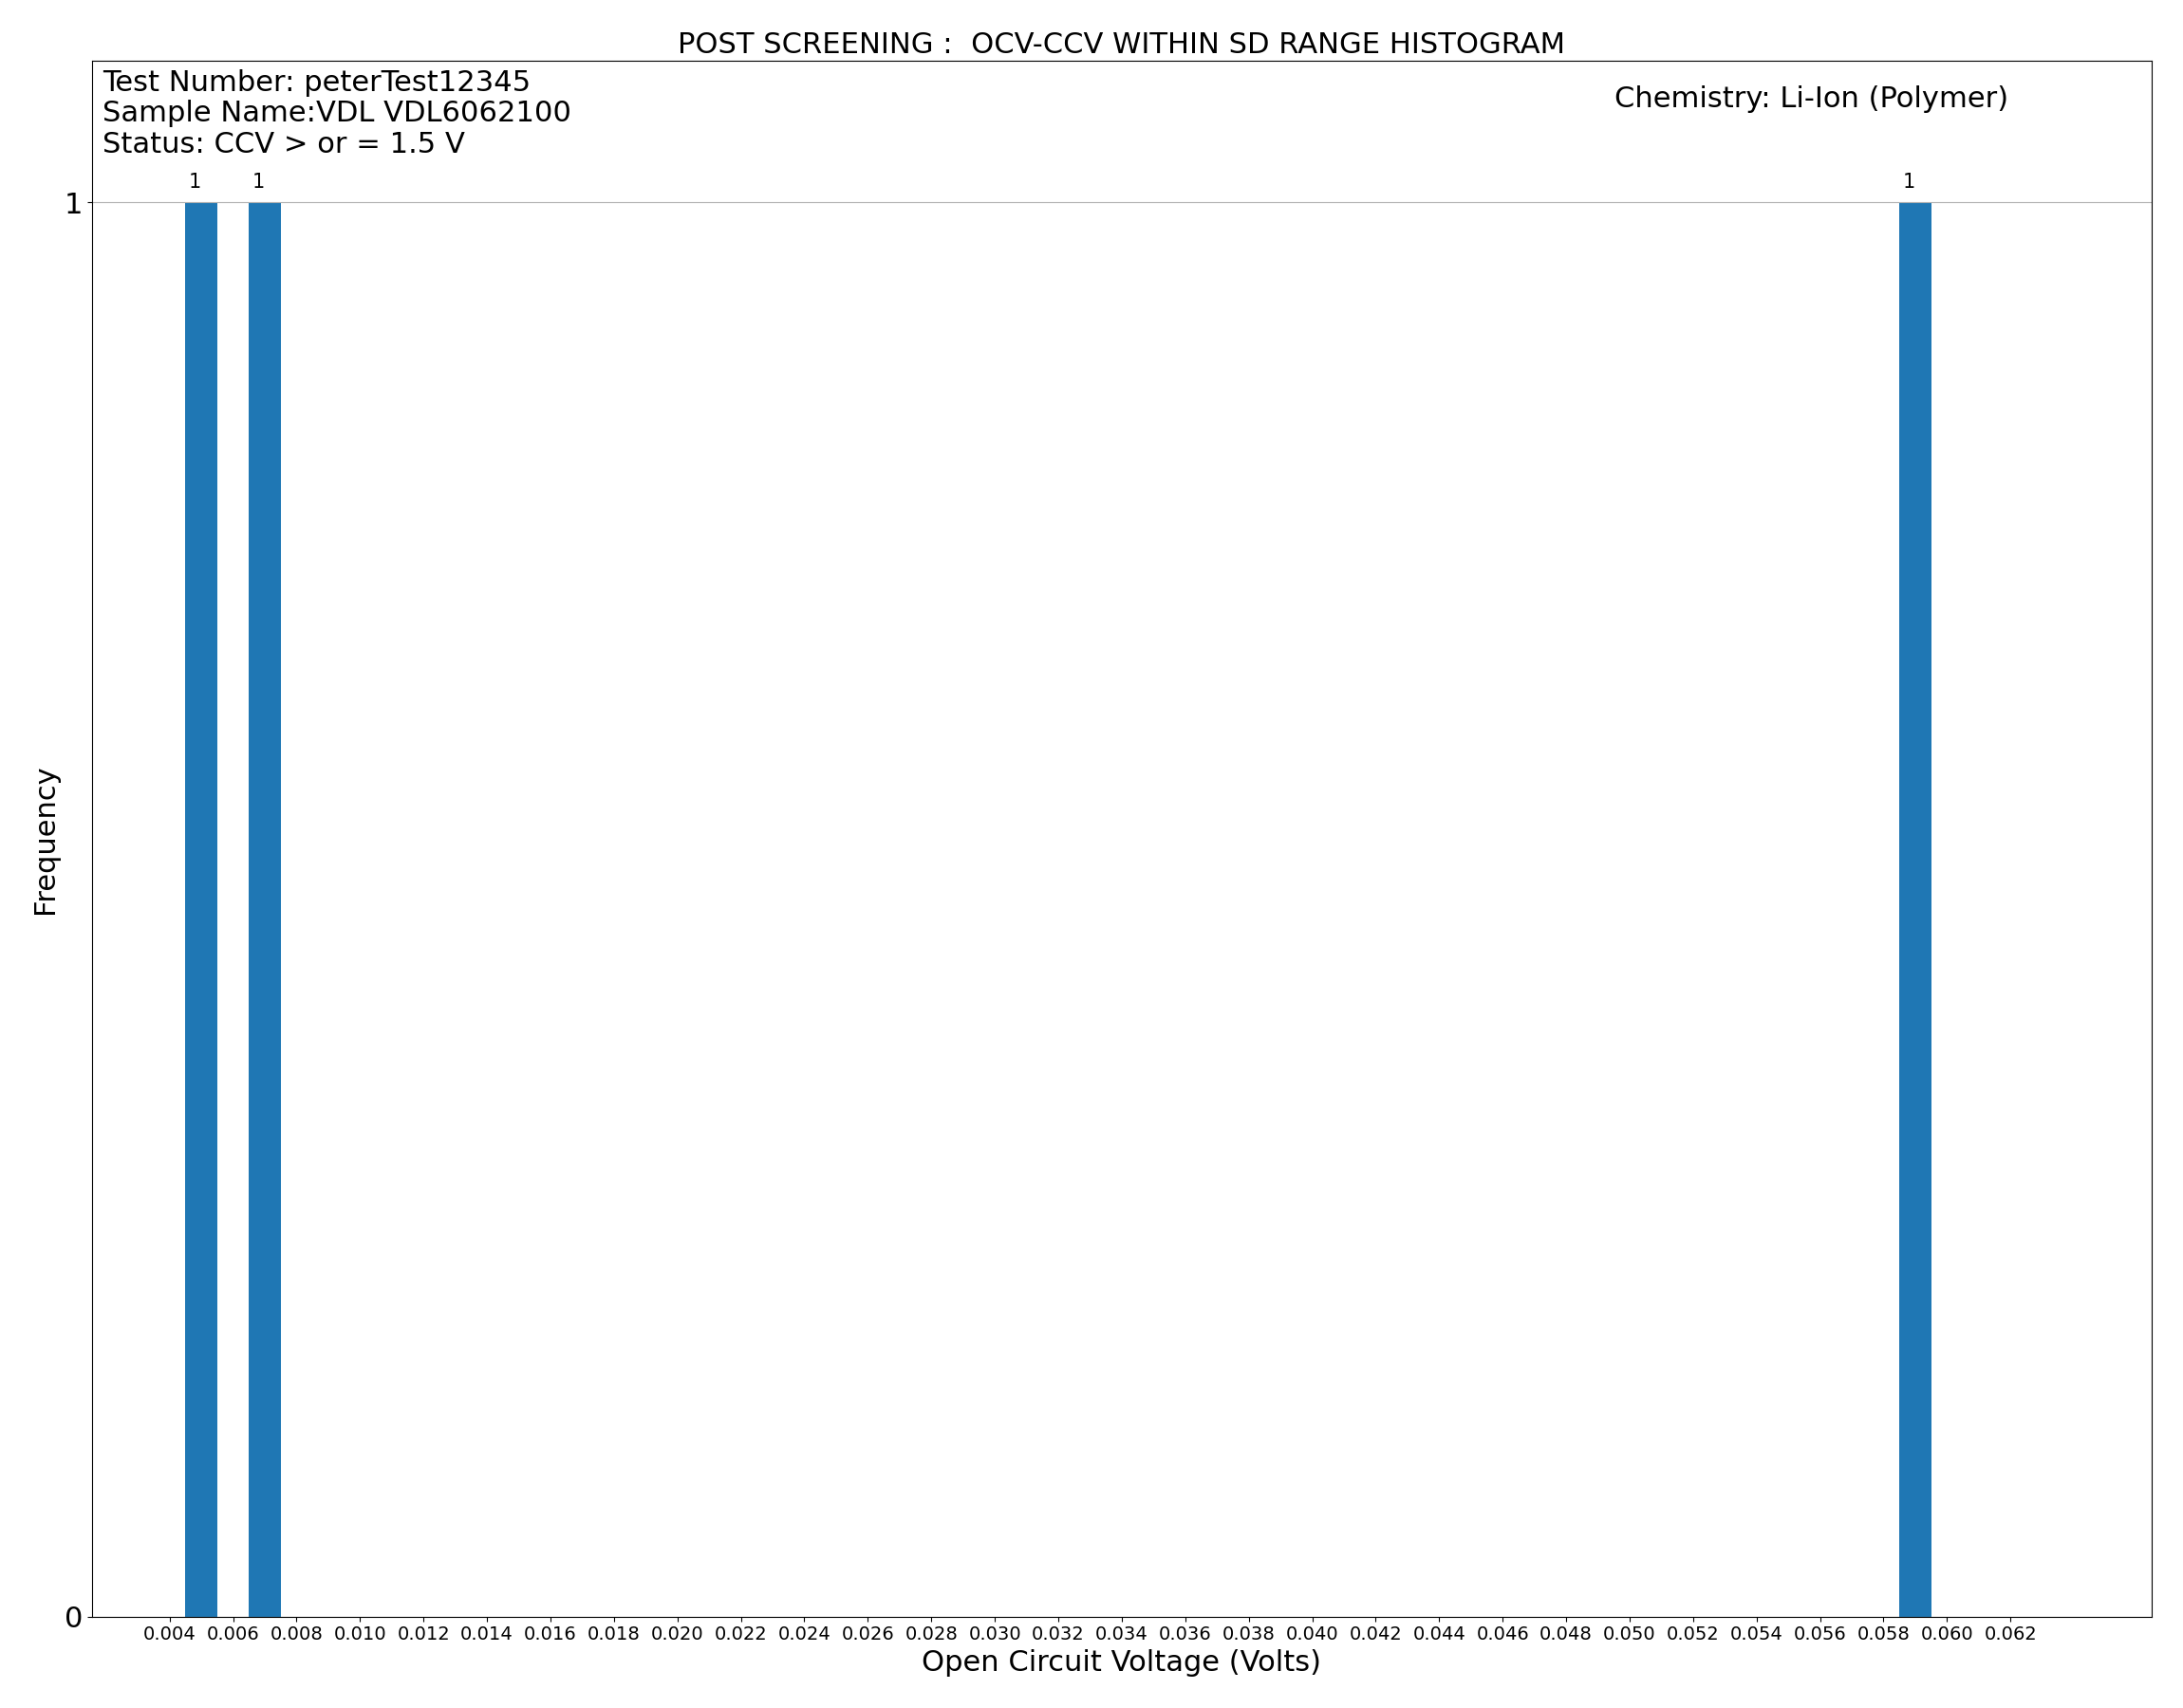 POST SCREENING :  OCV-CCV WITHIN SD RANGE HISTOGRAM
Test Number: peterTest12345
Sample Name:VDL VDL6062100
Status: CCV > or = 1.5 V
Chemistry: Li-Ion (Polymer)
1 1 1
1
Frequency
0
0.004 0.006 0.008 0.010 0.012 0.014 0.016 0.018 0.020 0.022 0.024 0.026 0.028 0.030 0.032 0.034 0.036 0.038 0.040 0.042 0.044 0.046 0.048 0.050 0.052 0.054 0.056 0.058 0.060 0.062
Open Circuit Voltage (Volts)